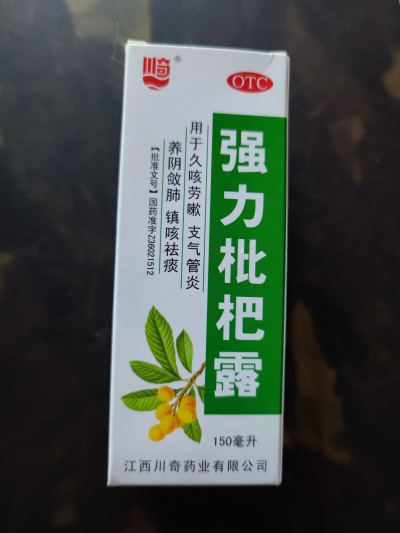 川奇
®
OTC
强力枇杷露
用于久咳劳嗽 支气管炎
养阴敛肺 镇咳祛痰
【批准文号】国药准字Z36021512
150毫升
江西川奇药业有限公司